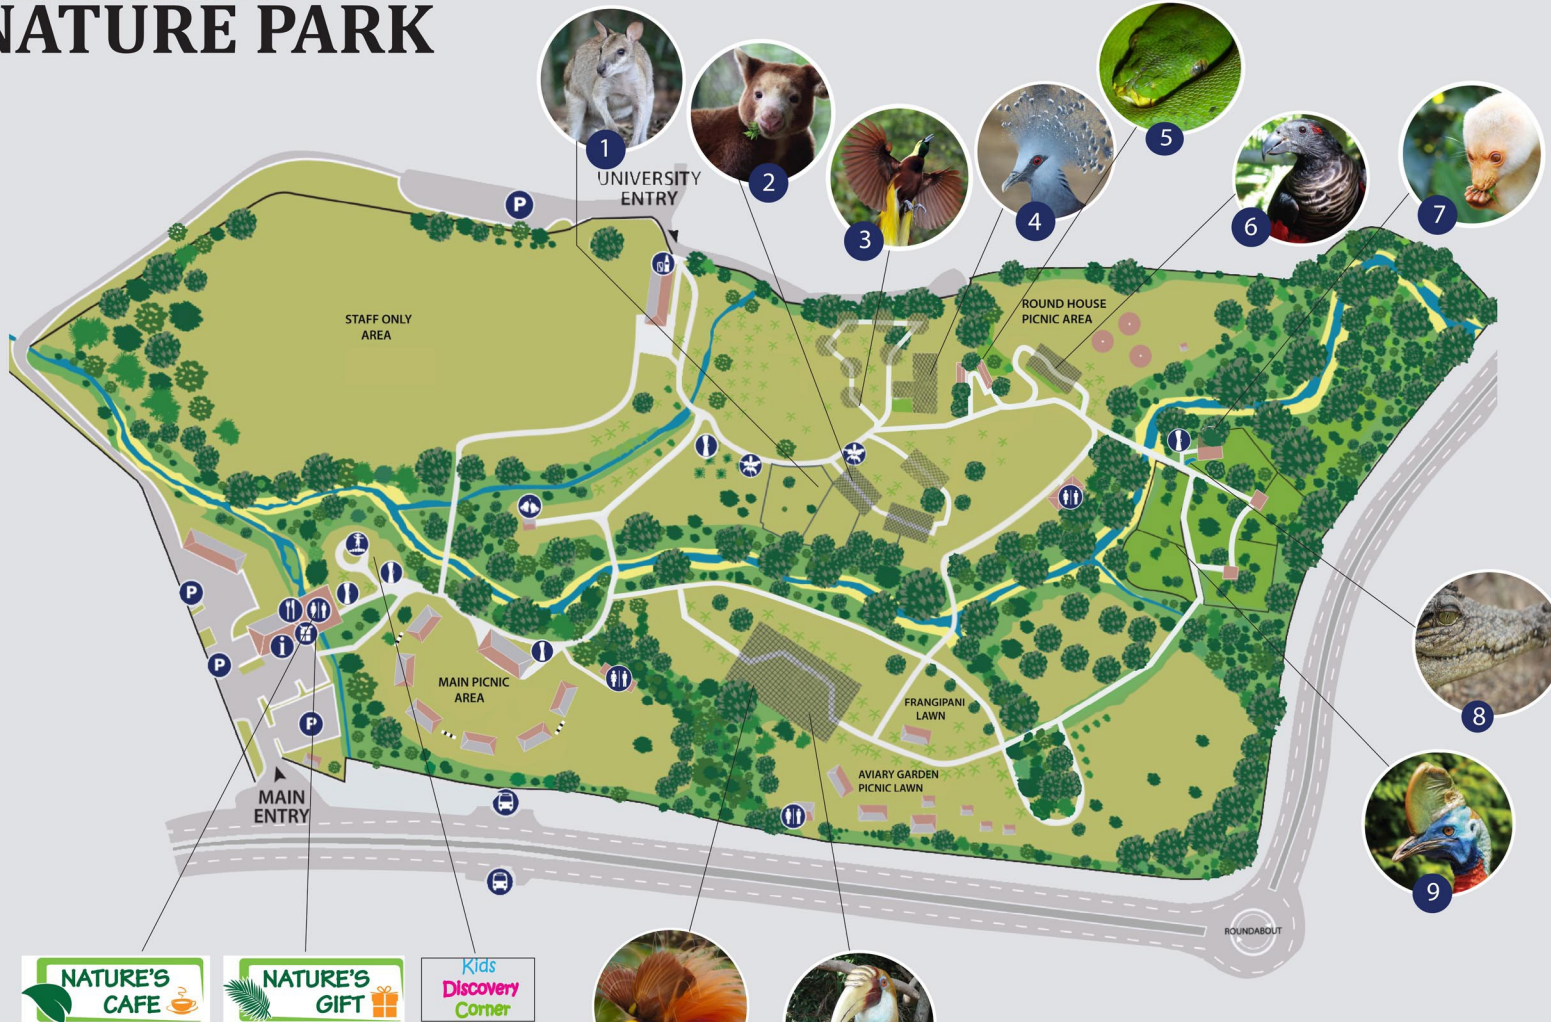 NATURE PARK
1
2
3
4
5
6
7
UNIVERSITY
ENTRY
P
STAFF ONLY
AREA
ROUND HOUSE
PICNIC AREA
P
P
i
P
MAIN PICNIC
AREA
FRANGIPANI
LAWN
AVIARY GARDEN
PICNIC LAWN
8
9
MAIN
ENTRY
ROUNDABOUT
NATURE'S
CAFE
NATURE'S
GIFT
Kids
Discovery
Corner